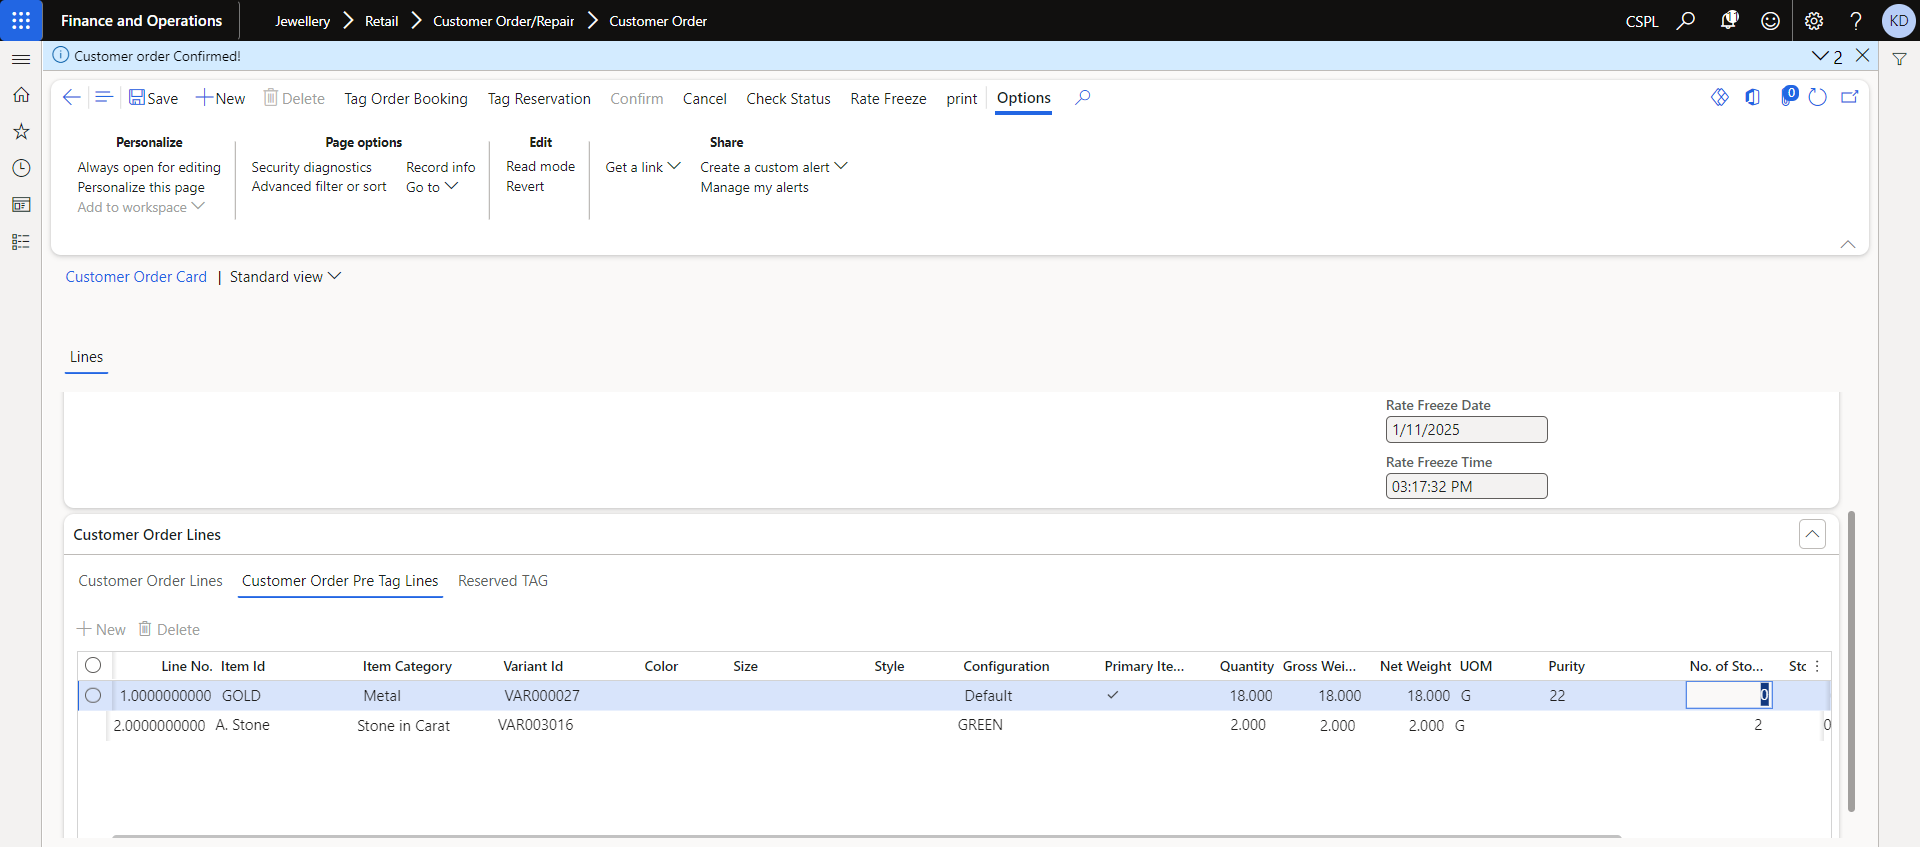 Finance and Operations Jewellery Retail Customer Order/Repair Customer Order CSPL 11 KD
Customer order Confirmed! 2
Save New Delete Tag Order Booking Tag Reservation Confirm Cancel Check Status Rate Freeze print Options 0
Personalize Page options Edit Share
Always open for editing Security diagnostics Record info Read mode Get a link Create a custom alert
Personalize this page Advanced filter or sort Go to Revert Manage my alerts
Add to workspace
Customer Order Card | Standard view
Lines
Rate Freeze Date
1/11/2025
Rate Freeze Time
03:17:32 PM
Customer Order Lines
Customer Order Lines Customer Order Pre Tag Lines Reserved TAG
New Delete
Line No. Item Id Item Category Variant Id Color Size Style Configuration Primary Ite... Quantity Gross Wei... Net Weight UOM Purity No. of Sto... Stc
1.0000000000 GOLD Metal VAR000027 Default 18.000 18.000 18.000 G 22 0
2.0000000000 A. Stone Stone in Carat VAR003016 GREEN 2.000 2.000 2.000 G 2 0